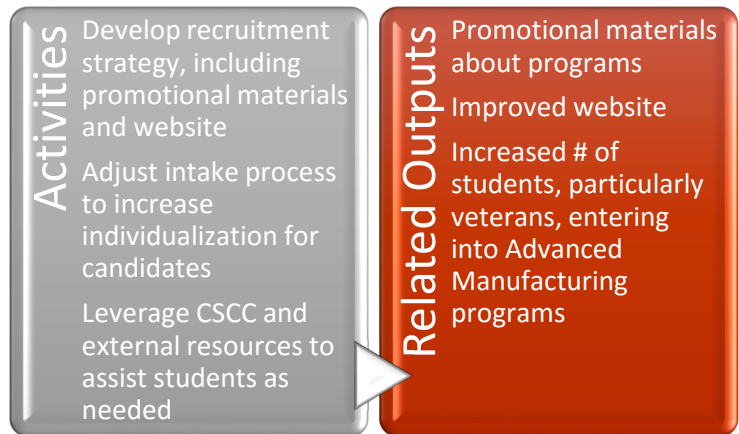 Activities
Develop recruitment
strategy, including
promotional materials
and website
Adjust intake process
to increase
individualization for
candidates
Leverage CSCC and
external resources to
assist students as
needed
Related Outputs
Promotional materials
about programs
Improved website
Increased # of
students, particularly
veterans, entering
into Advanced
Manufacturing
programs